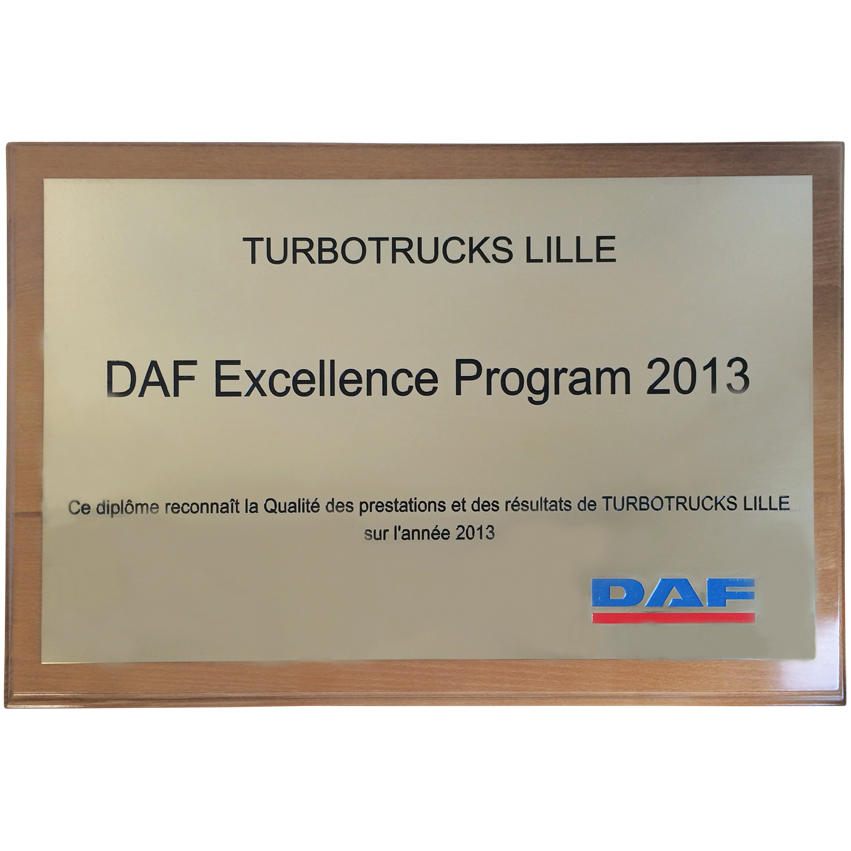 TURBOTRUCKS LILLE
DAF Excellence Program 2013
Ce diplôme reconnaît la Qualité des prestations et des résultats de TURBOTRUCKS LILLE
sur l'année 2013
DAF